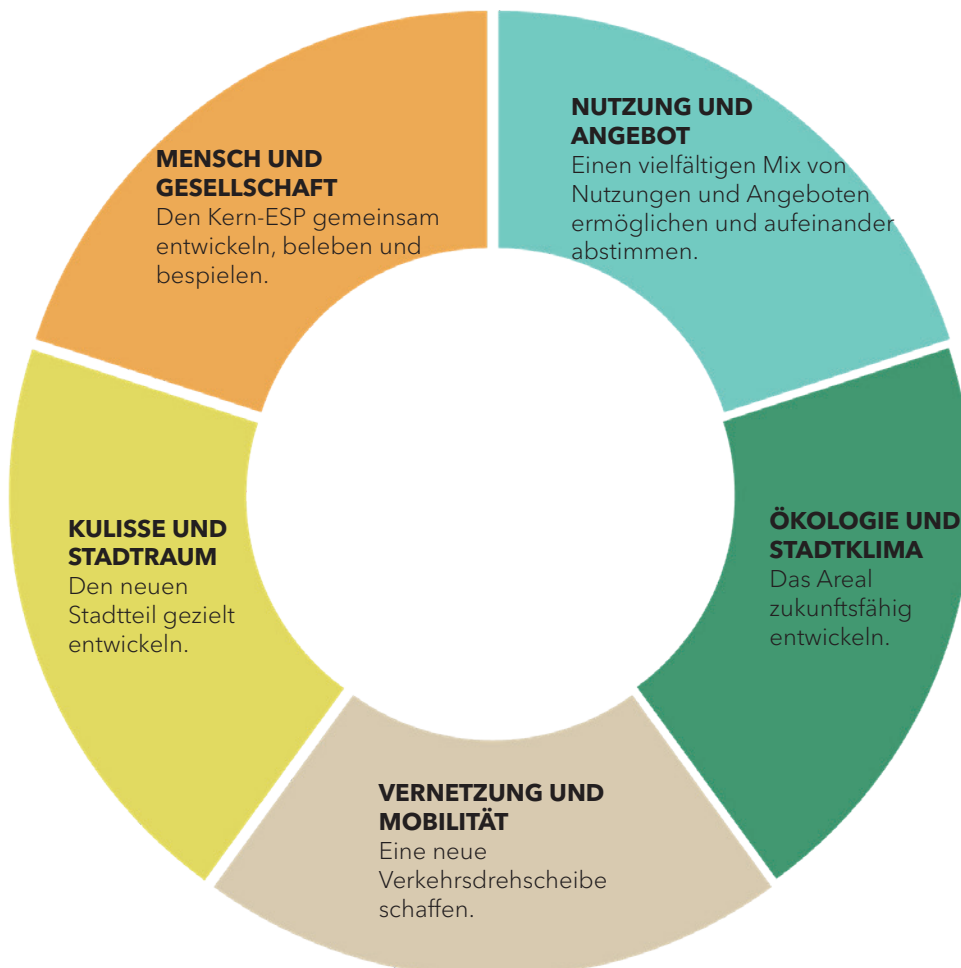 NUTZUNG UND
ANGEBOT
Einen vielfältigen Mix von
Nutzungen und Angeboten
ermöglichen und aufeinander
abstimmen.
MENSCH UND
GESELLSCHAFT
Den Kern-ESP gemeinsam
entwickeln, beleben und
bespielen.
KULISSE UND
STADTRAUM
Den neuen
Stadtteil gezielt
entwickeln.
ÖKOLOGIE UND
STADTKLIMA
Das Areal
zukunftsfähig
entwickeln.
VERNETZUNG UND
MOBILITÄT
Eine neue
Verkehrsdrehscheibe
schaffen.